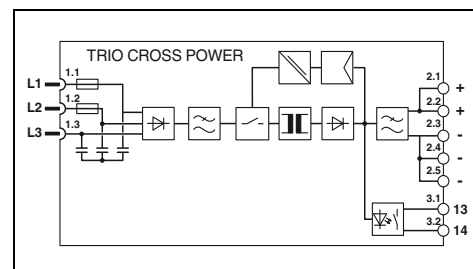 TRIO CROSS POWER
L1 1.1
L2 1.2
L3 1.3
2.1 +
2.2 +
2.3 -
2.4 -
2.5 -
3.1 13
3.2 14